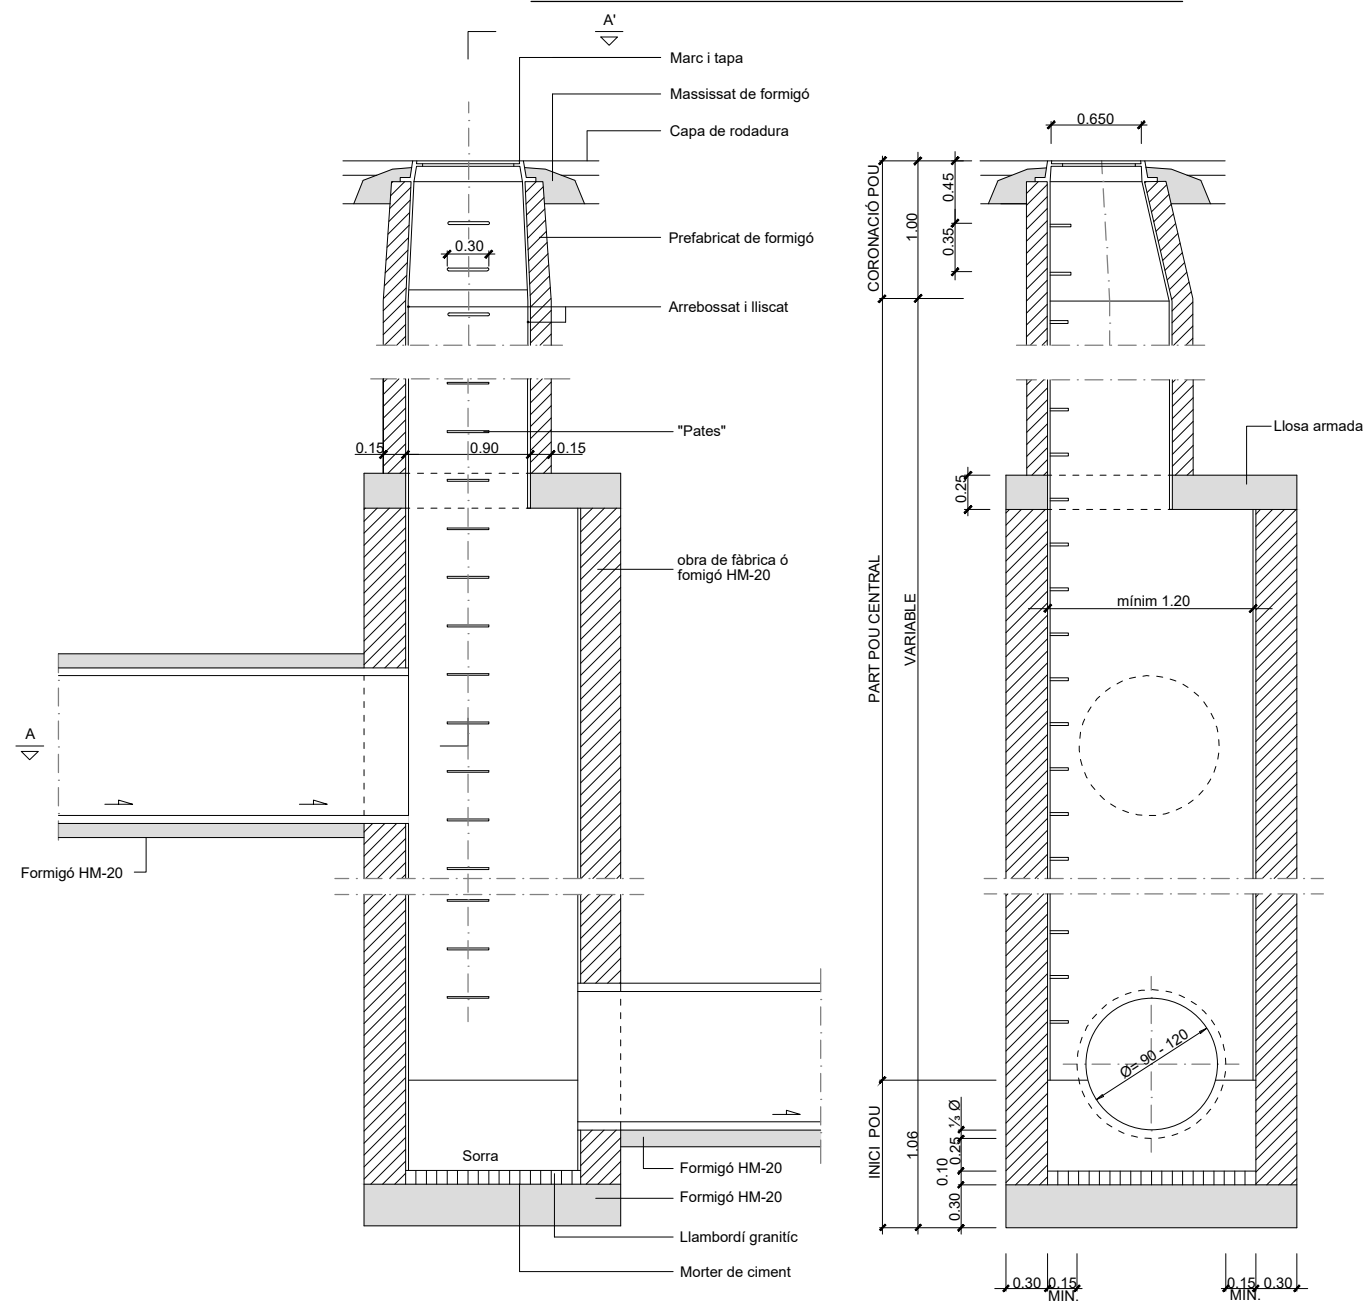 A'
Marc i tapa
Massissat de formigó
Capa de rodadura
Prefabricat de formigó
0.30
Arrebossat i lliscat
"Pates"
0.15
0.90
0.15
obra de fàbrica ó
fomigó HM-20
A
Formigó HM-20
Sorra
Formigó HM-20
Formigó HM-20
Llambordí granitíc
Morter de ciment
0.650
CORONACIÓ POU
1.00
0.45
0.35
Llosa armada
0.25
PART POU CENTRAL
VARIABLE
mínim 1.20
Ø= 90 - 120
INICI POU
1.06
⅓ Ø
0.25
0.10
0.30
0.30
0.15
MIN.
0.15
MIN.
0.30